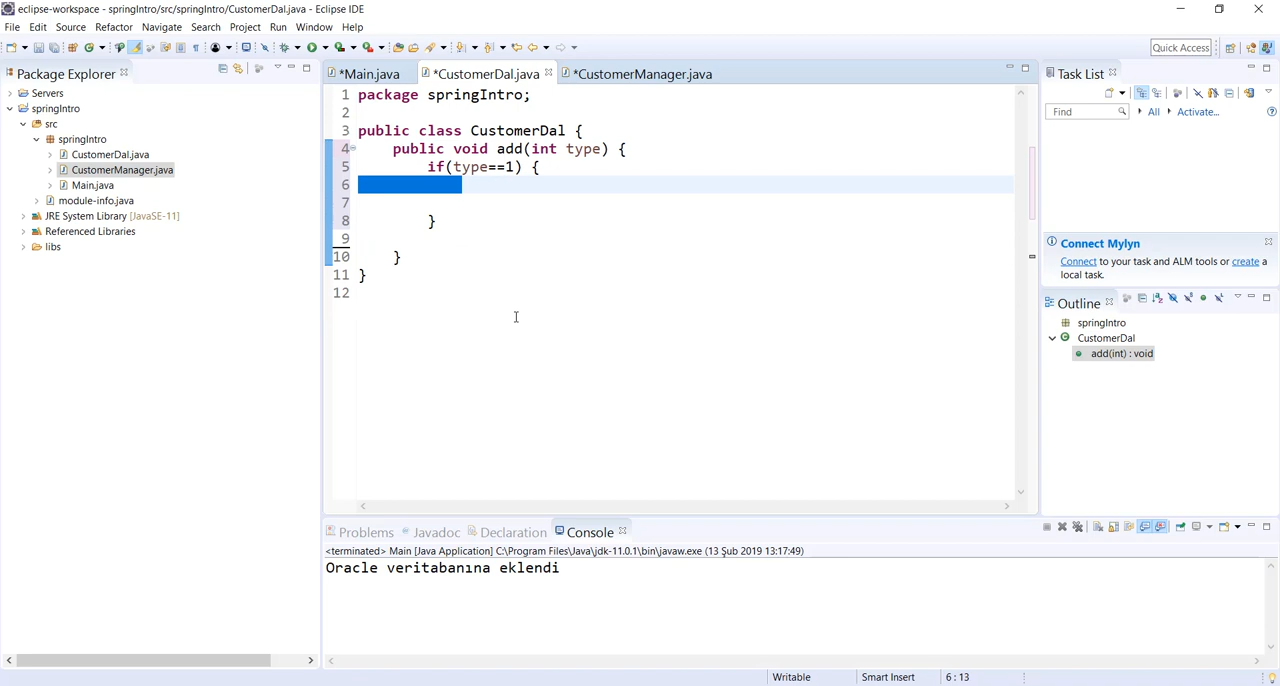 eclipse-workspace - springIntro/src/springIntro/CustomerDal.java - Eclipse IDE
File Edit Source Refactor Navigate Search Project Run Window Help
Quick Access
Package Explorer
Servers
springIntro
src
springIntro
CustomerDal.java
CustomerManager.java
Main.java
module-info.java
JRE System Library [JavaSE-11]
Referenced Libraries
libs
*Main.java *CustomerDal.java *CustomerManager.java
1 package springIntro;
2
3 public class CustomerDal {
4 public void add(int type) {
5 if(type==1) {
6
7
8 }
9
10 }
11 }
12
Task List
Find All Activate...
Connect Mylyn
Connect to your task and ALM tools or create a
local task.
Outline
springIntro
CustomerDal
add(int) : void
Problems Javadoc Declaration Console
<terminated> Main [Java Application] C:\Program Files\Java\jdk-11.0.1\bin\javaw.exe (13 Şub 2019 13:17:49)
Oracle veritabanına eklendi
Writable Smart Insert 6 : 13